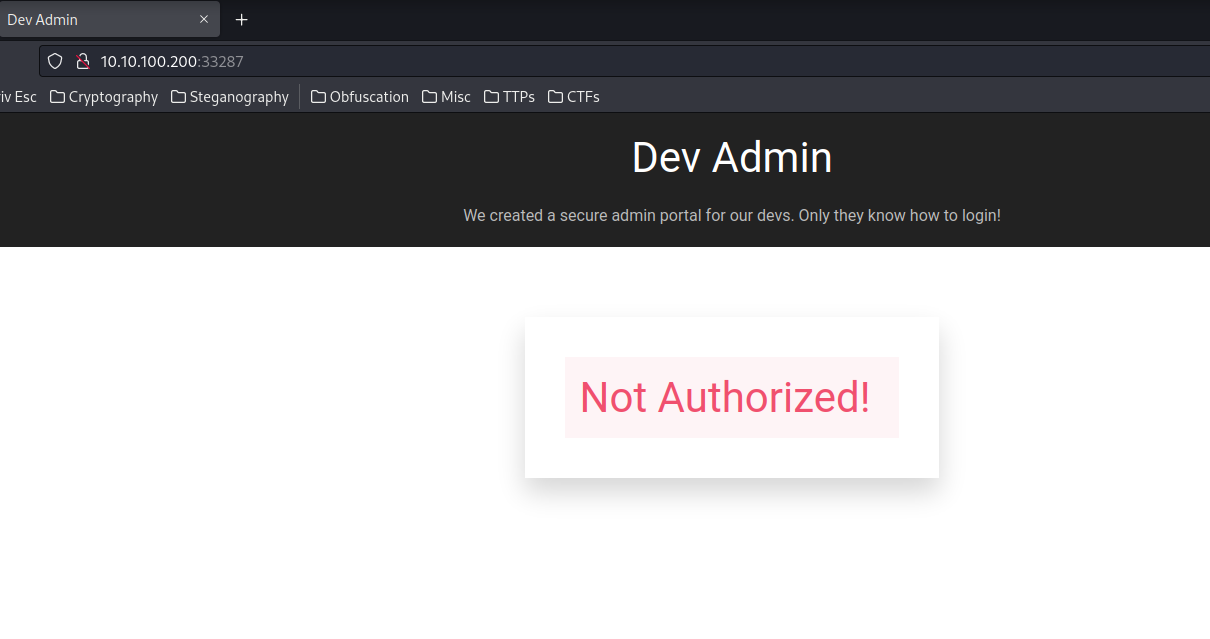 Dev Admin
10.10.100.200:33287
iv Esc Cryptography Steganography Obfuscation Misc TTPs CTFs
Dev Admin
We created a secure admin portal for our devs. Only they know how to login!
Not Authorized!